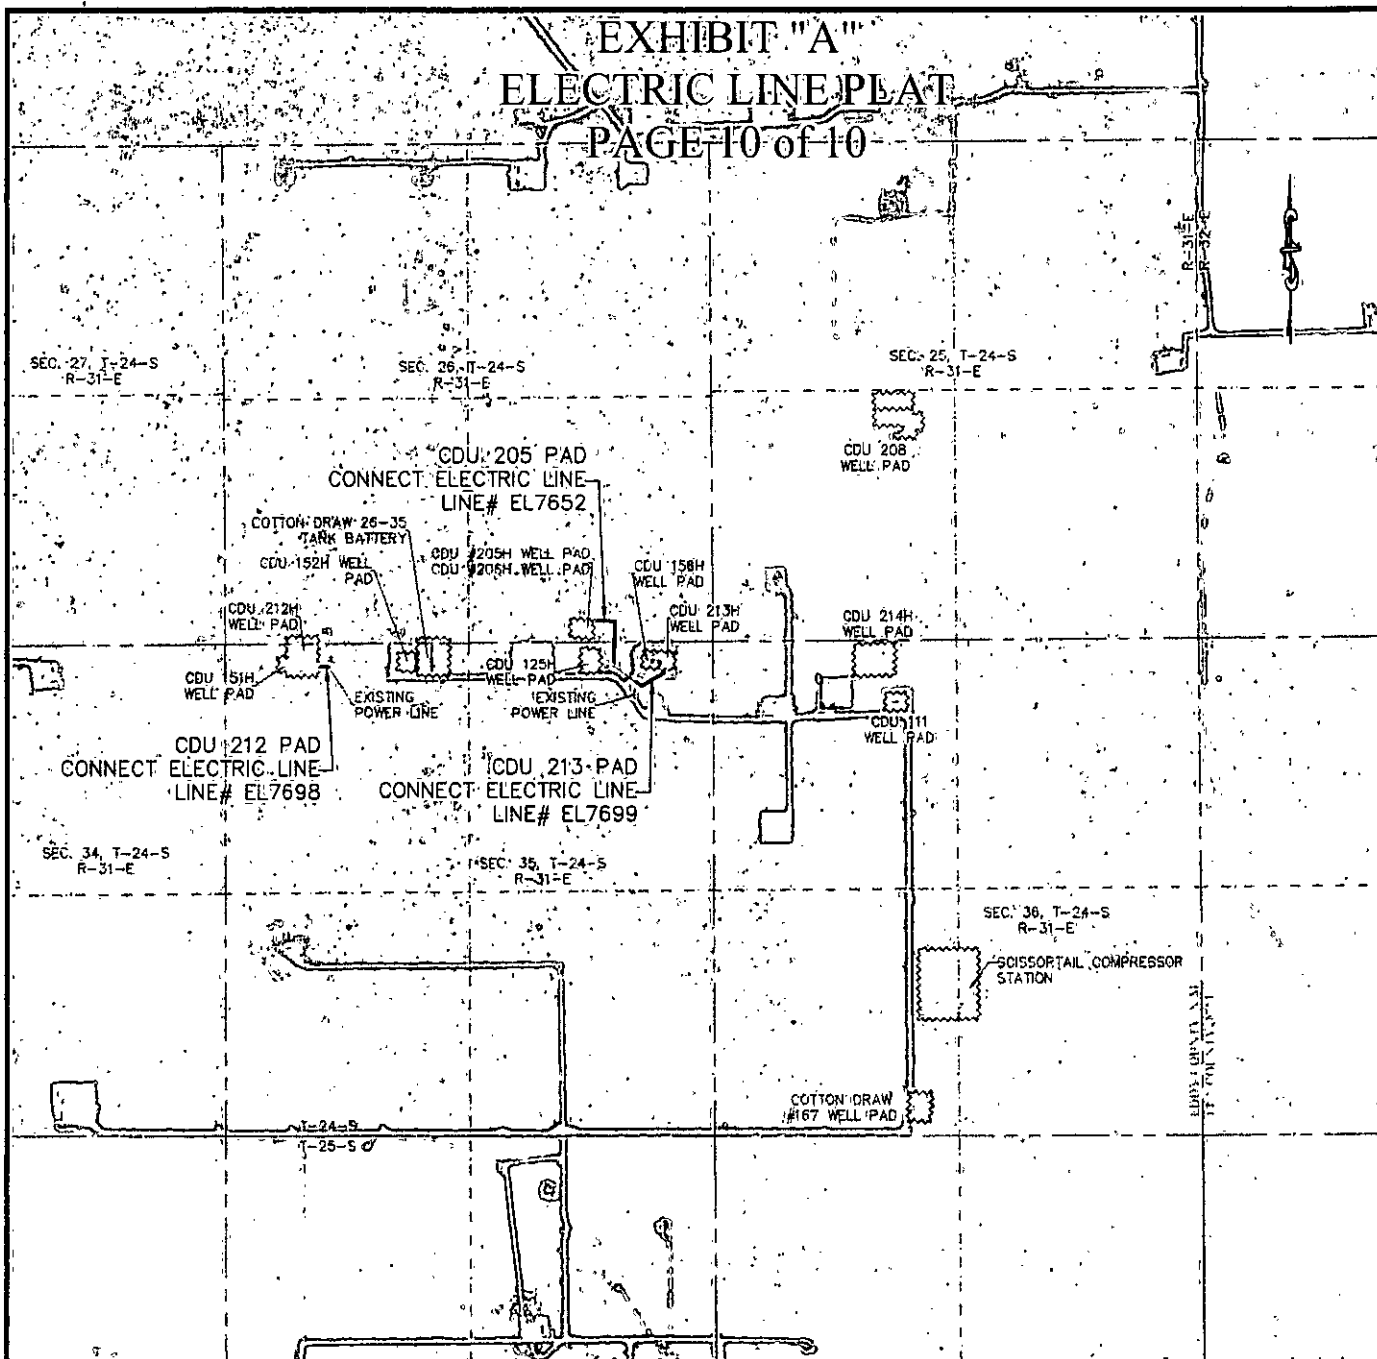 EXHIBIT "A"
ELECTRIC LINE PLAT
PAGE 10 of 10
R-31-E
R-32-E
SEC. 27, T-24-S
R-31-E
SEC. 26, T-24-S
R-31-E
SEC. 25, T-24-S
R-31-E
CDU 208
WELL PAD
CDU 205 PAD
CONNECT ELECTRIC LINE
LINE# EL7652
COTTON DRAW 26-35
TANK BATTERY
CDU 152H WELL
PAD
CDU #205H WELL PAD
CDU #206H WELL PAD
CDU 156H
WELL PAD
CDU 212H
WELL PAD
CDU 213H
WELL PAD
CDU 214H
WELL PAD
CDU 151H
WELL PAD
CDU 125H
WELL PAD
EXISTING
POWER LINE
EXISTING
POWER LINE
CDU 111
WELL PAD
CDU 212 PAD
CONNECT ELECTRIC LINE
LINE# EL7698
CDU 213 PAD
CONNECT ELECTRIC LINE
LINE# EL7699
SEC. 34, T-24-S
R-31-E
SEC. 35, T-24-S
R-31-E
SEC. 36, T-24-S
R-31-E
SCISSORTAIL COMPRESSOR
STATION
COTTON DRAW
#167 WELL PAD
T-24-S
T-25-S